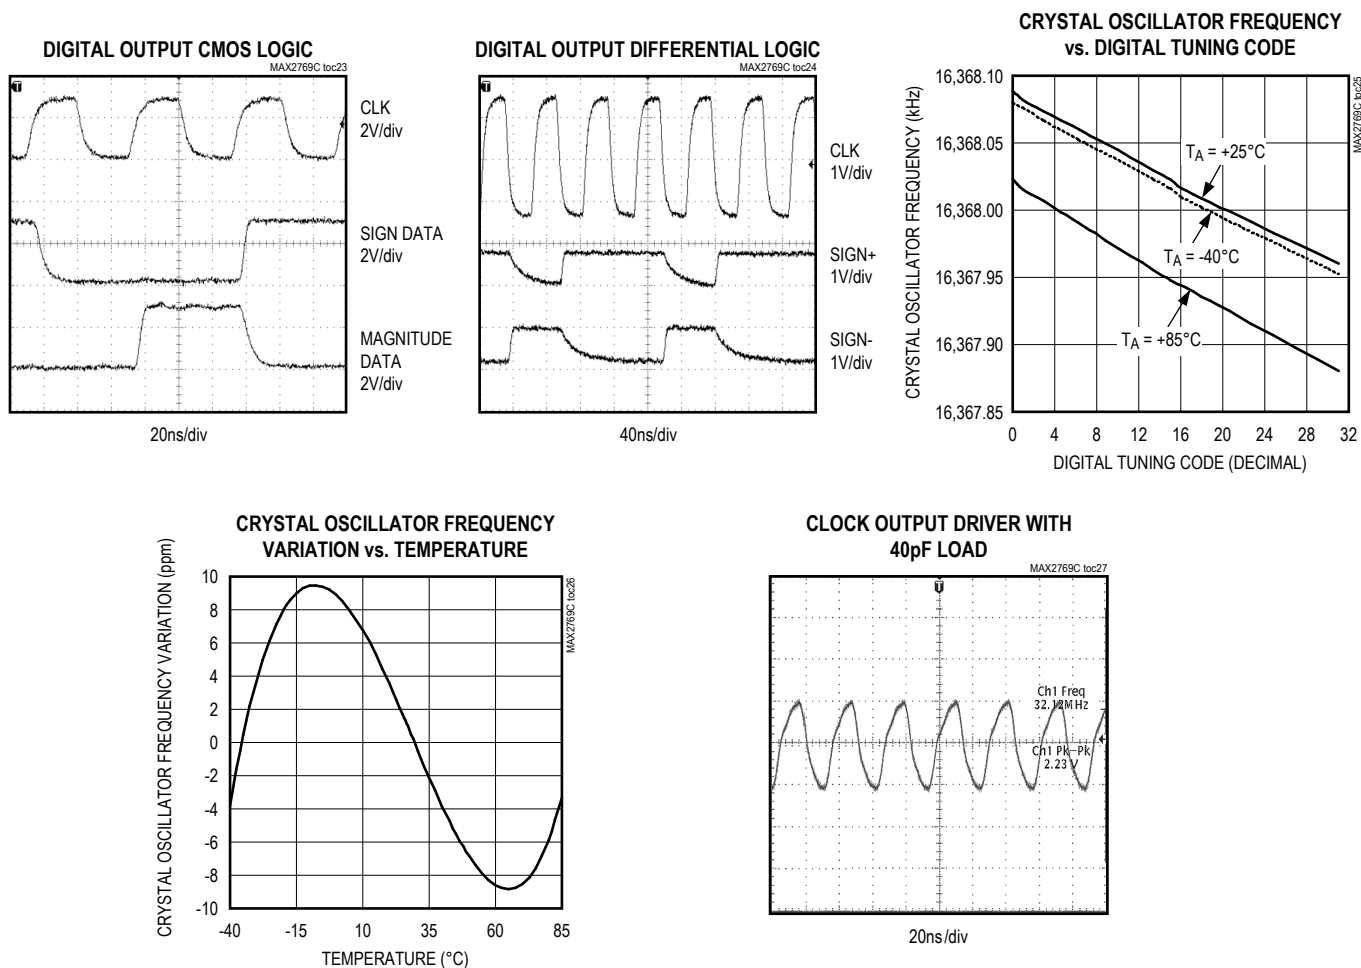 DIGITAL OUTPUT CMOS LOGIC
MAX2769C toc23
CLK
2V/div
SIGN DATA
2V/div
MAGNITUDE
DATA
2V/div
20ns/div
DIGITAL OUTPUT DIFFERENTIAL LOGIC
MAX2769C toc24
CLK
1V/div
SIGN+
1V/div
SIGN-
1V/div
40ns/div
CRYSTAL OSCILLATOR FREQUENCY
vs. DIGITAL TUNING CODE
MAX2769C toc25
CRYSTAL OSCILLATOR FREQUENCY (kHz)
16,368.10
16,368.05
16,368.00
16,367.95
16,367.90
16,367.85
TA = +25°C
TA = -40°C
TA = +85°C
0 4 8 12 16 20 24 28 32
DIGITAL TUNING CODE (DECIMAL)
CRYSTAL OSCILLATOR FREQUENCY
VARIATION vs. TEMPERATURE
MAX2769C toc26
CRYSTAL OSCILLATOR FREQUENCY VARIATION (ppm)
10
8
6
4
2
0
-2
-4
-6
-8
-10
-40 -15 10 35 60 85
TEMPERATURE (°C)
CLOCK OUTPUT DRIVER WITH
40pF LOAD
MAX2769C toc27
Ch1 Freq
32.12MHz
Ch1 Pk-Pk
2.23 V
20ns/div